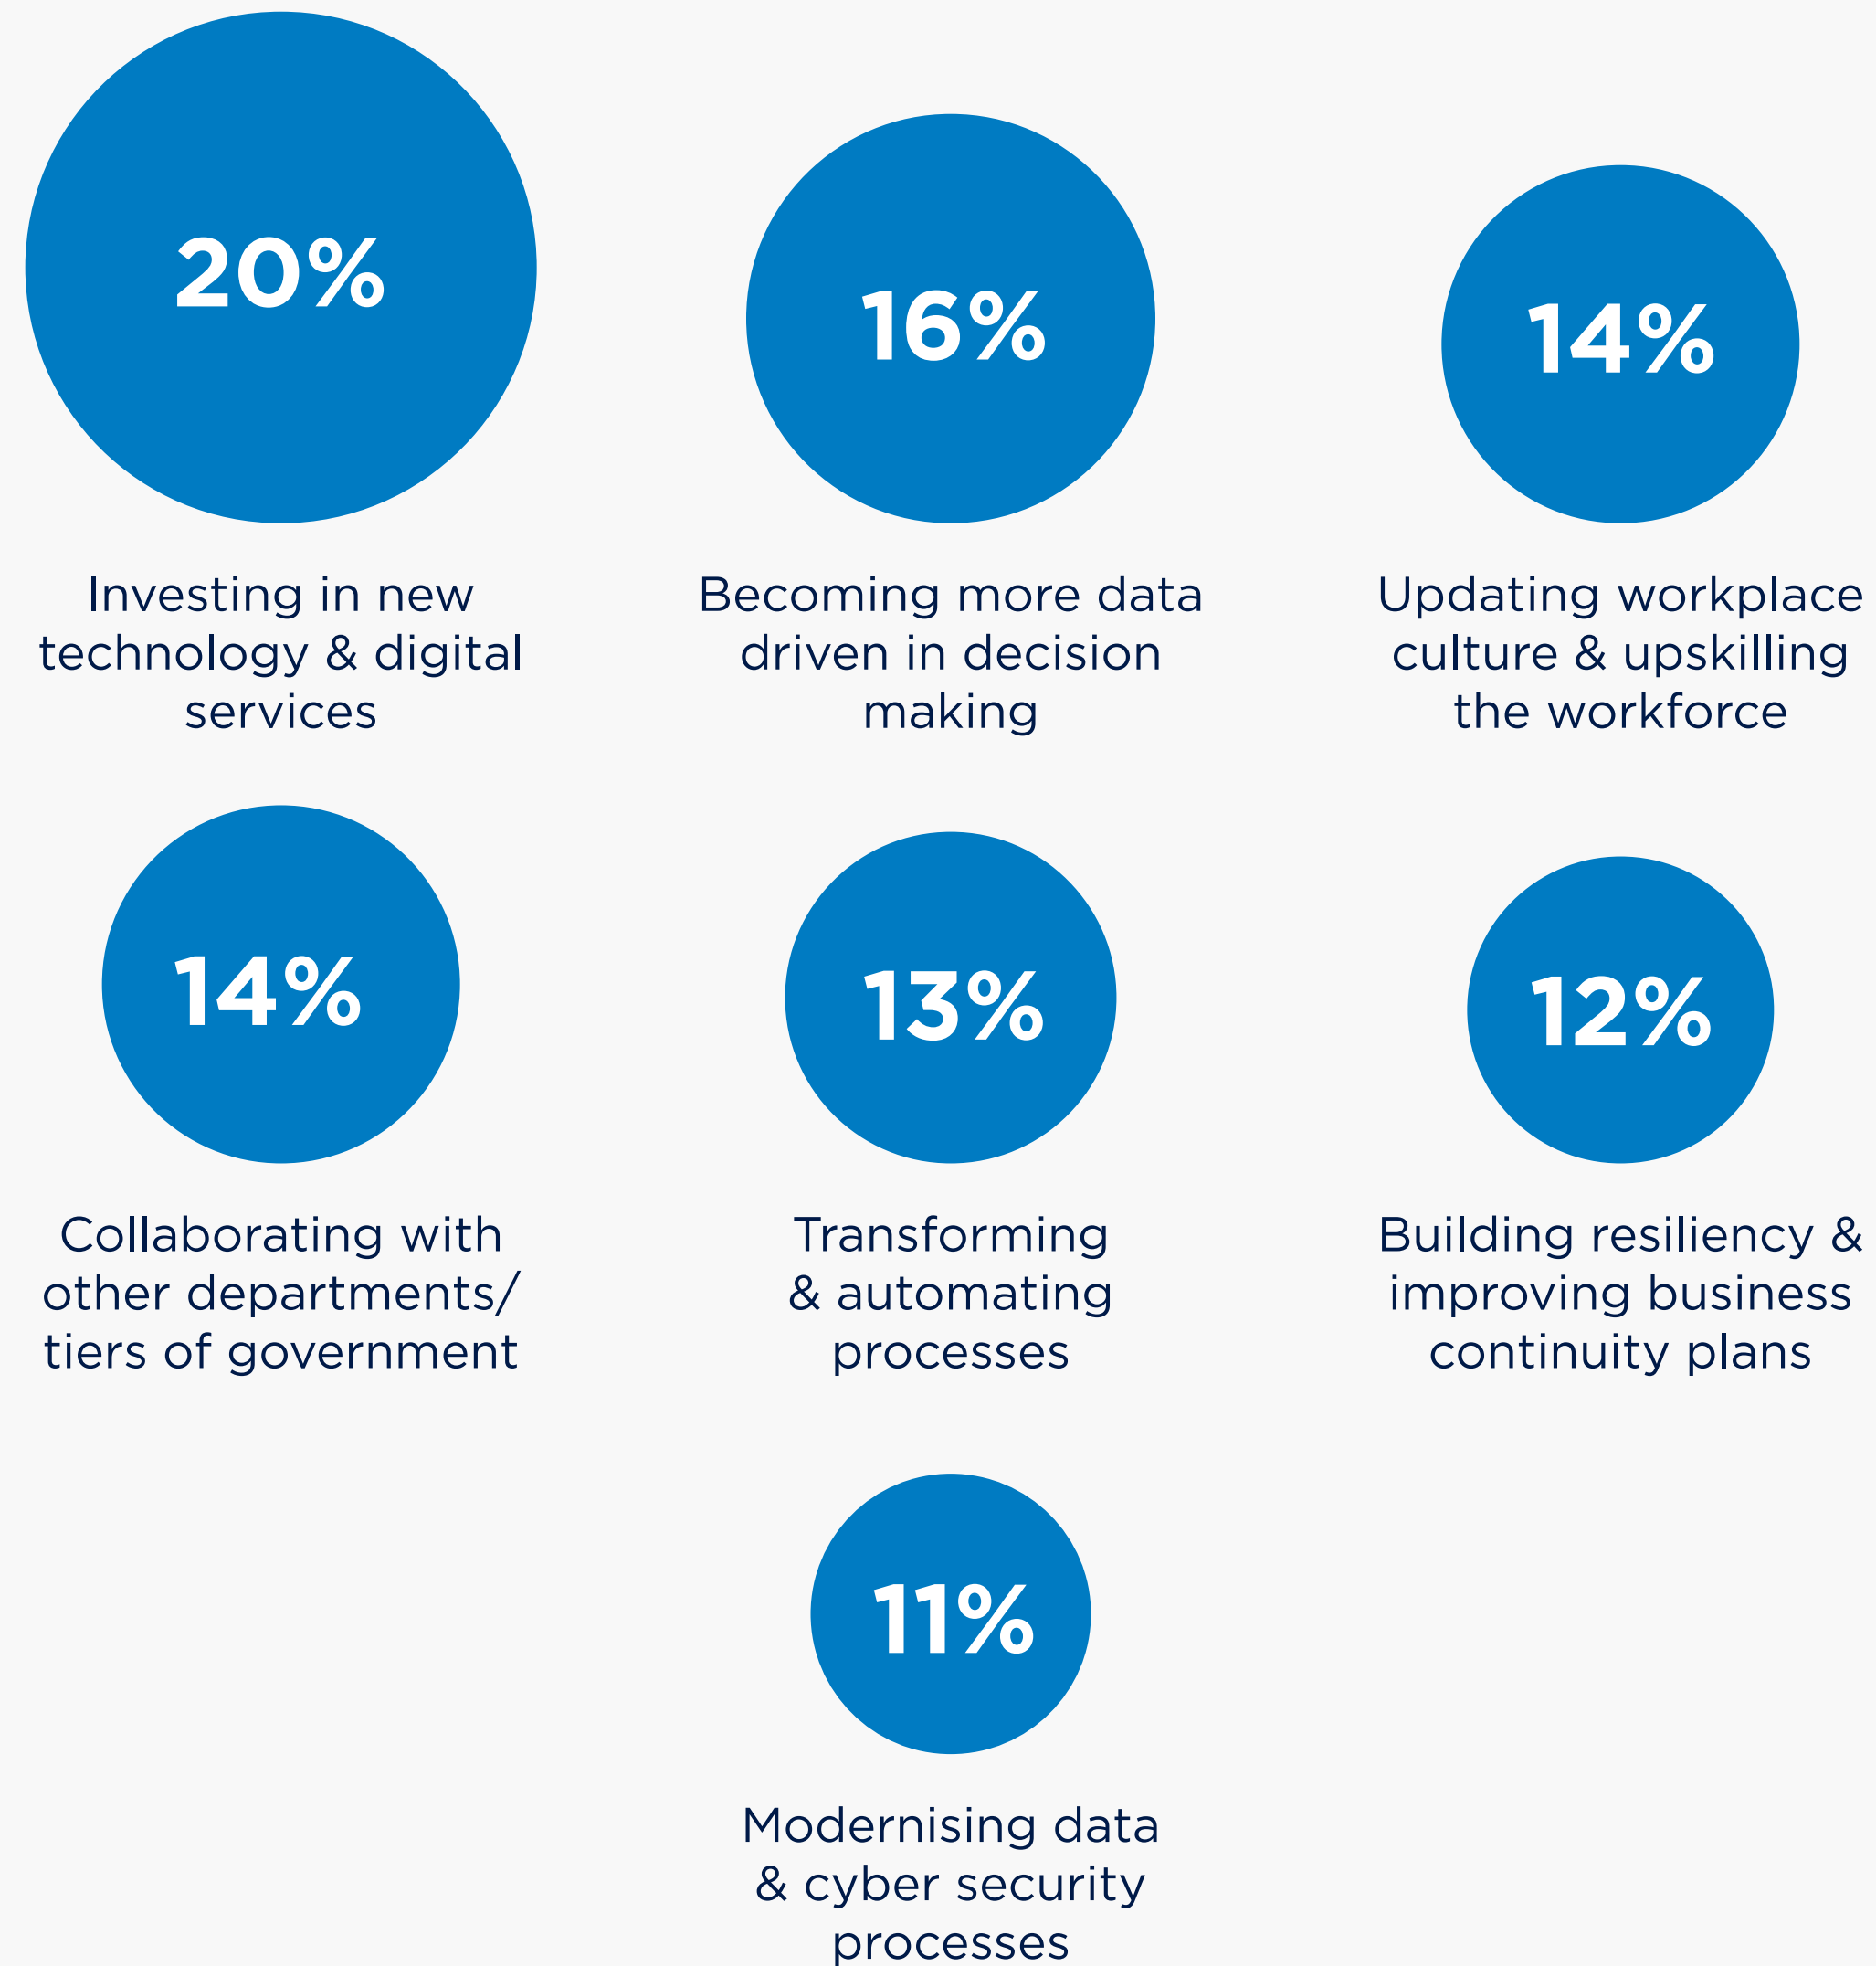 20%
Investing in new
technology & digital
services
16%
Becoming more data
driven in decision
making
14%
Updating workplace
culture & upskilling
the workforce
14%
Collaborating with
other departments/
tiers of government
13%
Transforming
& automating
processes
12%
Building resiliency &
improving business
continuity plans
11%
Modernising data
& cyber security
processes